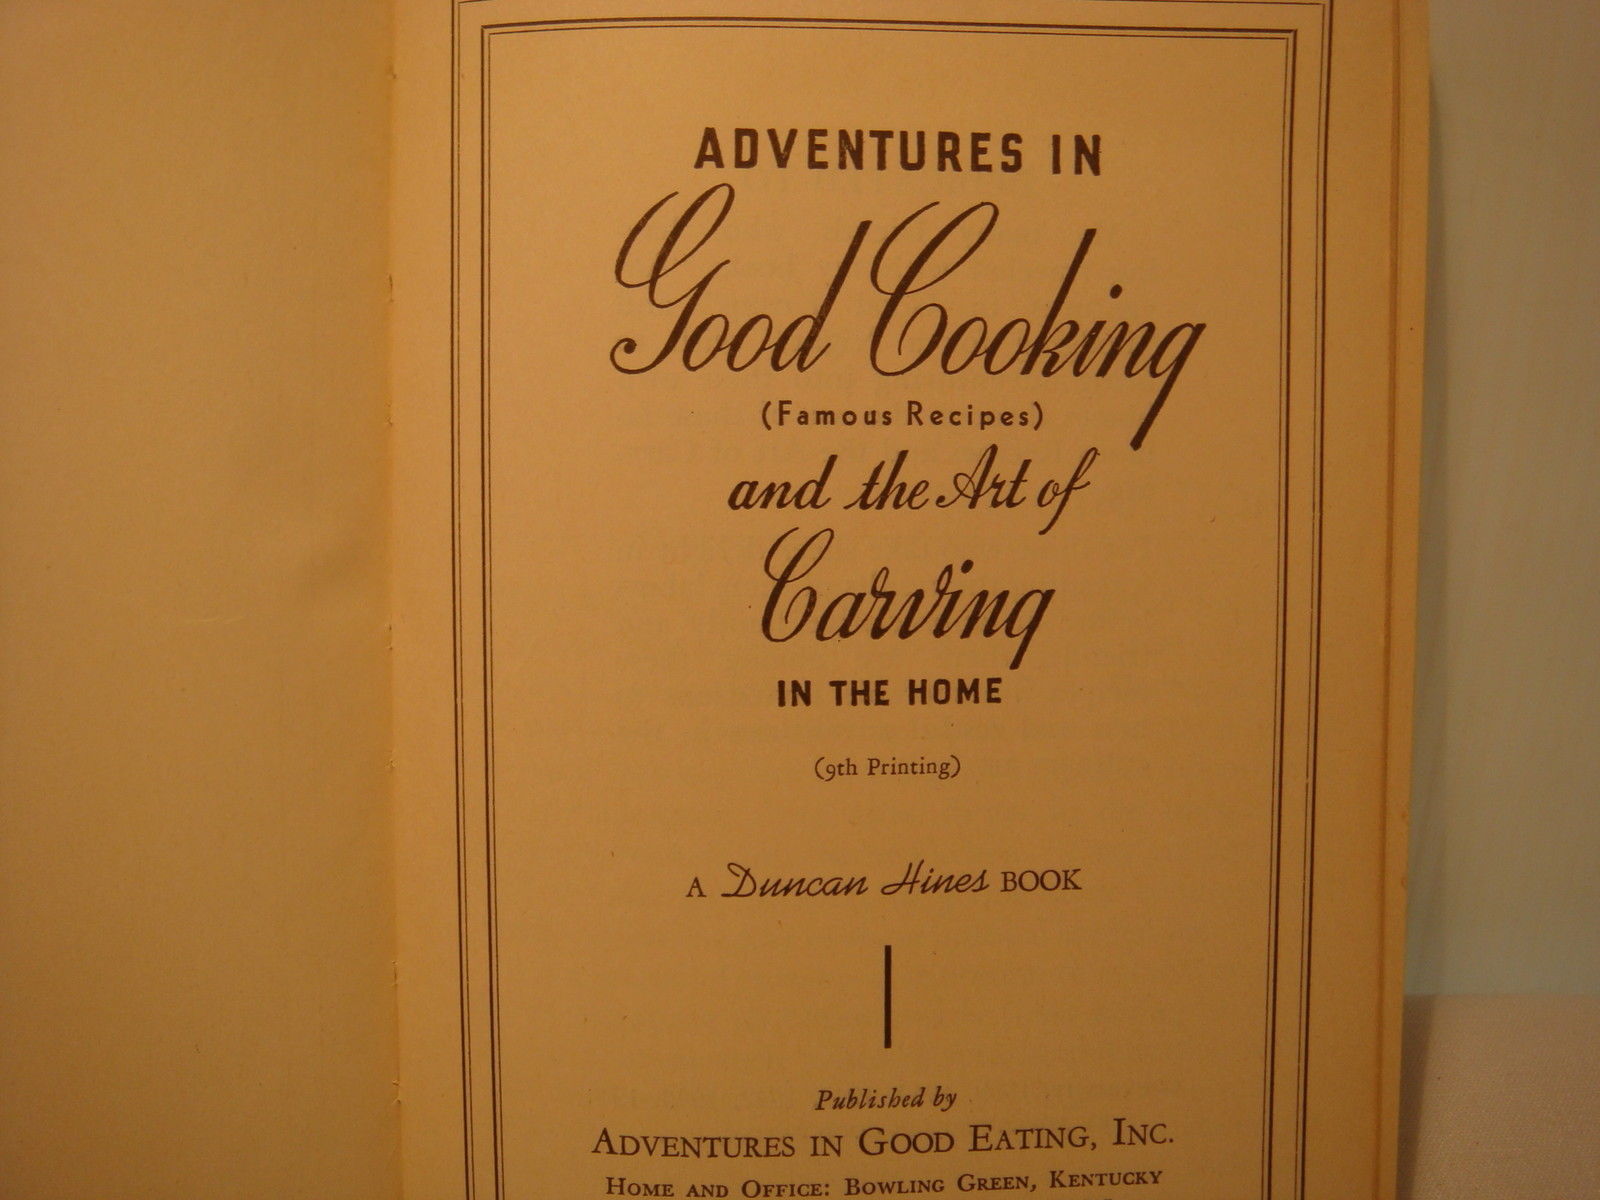 ADVENTURES IN
Good Cooking
(Famous Recipes)
and the Art of
Carving
IN THE HOME
(9th Printing)
A Duncan Hines BOOK
Published by
ADVENTURES IN GOOD EATING, INC.
HOME AND OFFICE: BOWLING GREEN, KENTUCKY